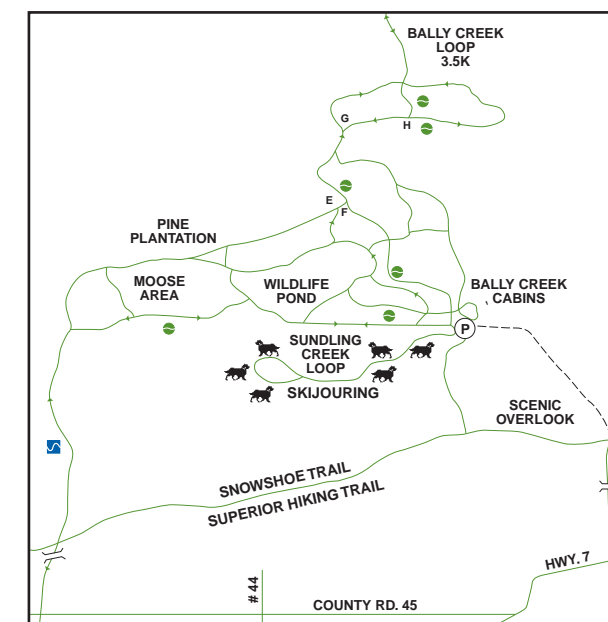 BALLY CREEK
LOOP
3.5K
G
H
E
F
PINE
PLANTATION
MOOSE
AREA
WILDLIFE
POND
BALLY CREEK
CABINS
P
SUNDLING
CREEK
LOOP
SKIJOURING
SCENIC
OVERLOOK
SNOWSHOE TRAIL
SUPERIOR HIKING TRAIL
HWY. 7
# 44
COUNTY RD. 45